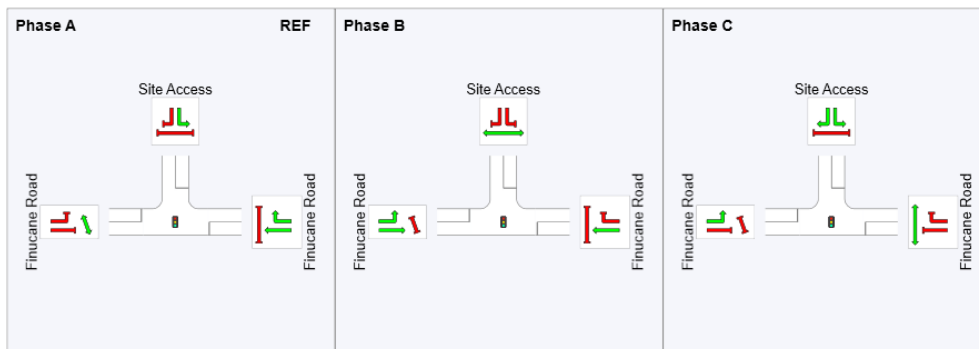 Phase A
REF
Phase B
Phase C
Site Access
Site Access
Site Access
Finucane Road
Finucane Road
Finucane Road
Finucane Road
Finucane Road
Finucane Road